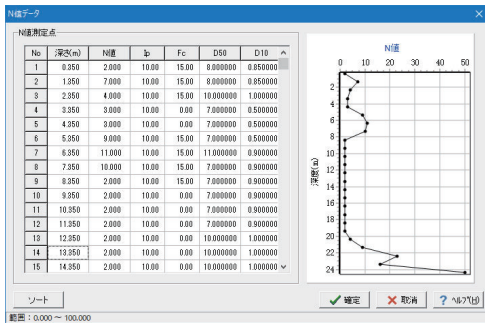 N値データ
N値測定点
No 深さ(m) N値 Ip Fc D50 D10
1 0.350 2.000 10.00 15.00 8.000000 0.850000
2 1.350 7.000 10.00 15.00 8.000000 0.850000
3 2.350 4.000 10.00 15.00 10.000000 1.000000
4 3.350 3.000 10.00 0.00 7.000000 0.500000
5 4.350 3.000 10.00 0.00 7.000000 0.500000
6 5.350 9.000 10.00 15.00 7.000000 0.500000
7 6.350 11.000 10.00 15.00 11.000000 0.900000
8 7.350 10.000 10.00 15.00 7.000000 0.900000
9 8.350 2.000 10.00 15.00 7.000000 0.900000
10 9.350 2.000 10.00 0.00 7.000000 0.900000
11 10.350 2.000 10.00 0.00 7.000000 0.900000
12 11.350 2.000 10.00 0.00 7.000000 0.900000
13 12.350 2.000 10.00 0.00 10.000000 1.000000
14 13.350 2.000 10.00 0.00 10.000000 1.000000
15 14.350 2.000 10.00 0.00 10.000000 1.000000
N値
0 10 20 30 40 50
2
4
6
8
10
12
14
16
18
20
22
24
深度(m)
ソート
確定
取消
? ヘルプ(H)
範囲 : 0.000 ～ 100.000